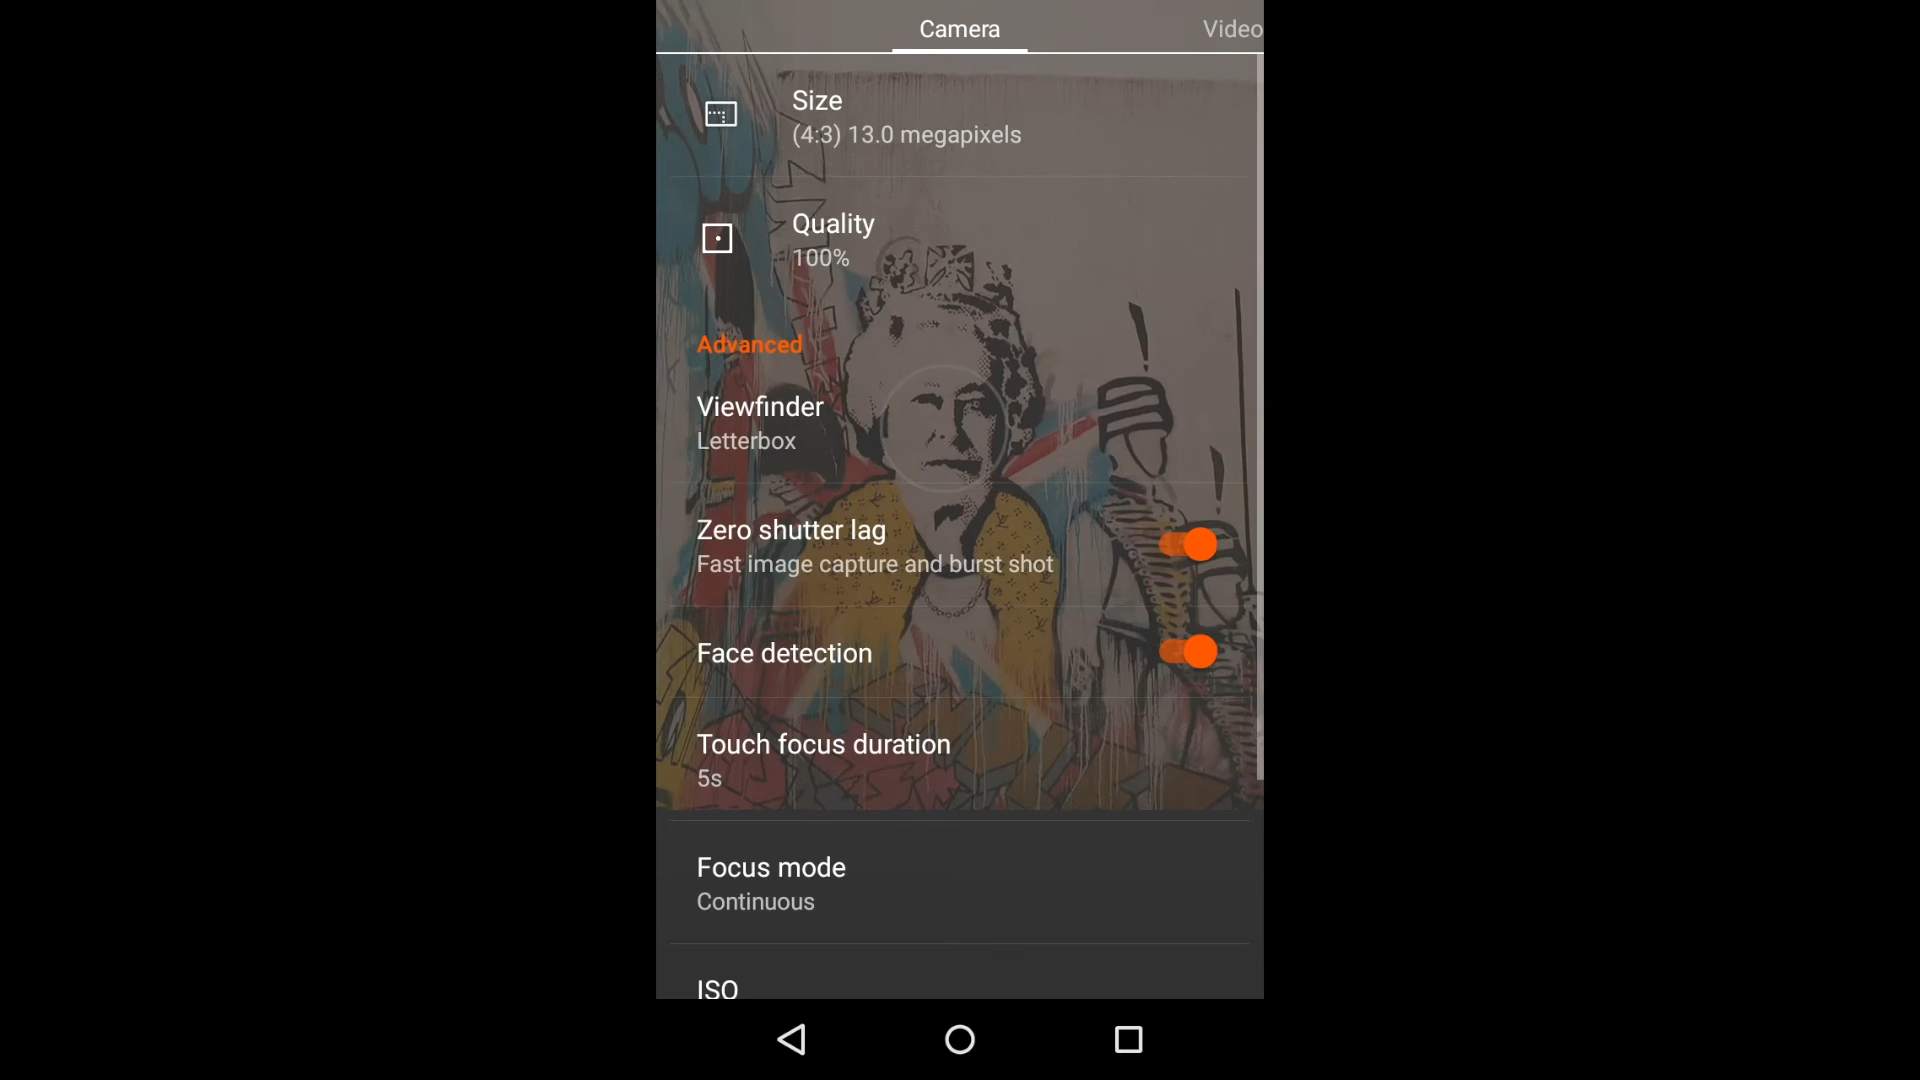 Camera
Video
Size
(4:3) 13.0 megapixels
Quality
100%
Advanced
Viewfinder
Letterbox
Zero shutter lag
Fast image capture and burst shot
Face detection
Touch focus duration
5s
Focus mode
Continuous
ISO